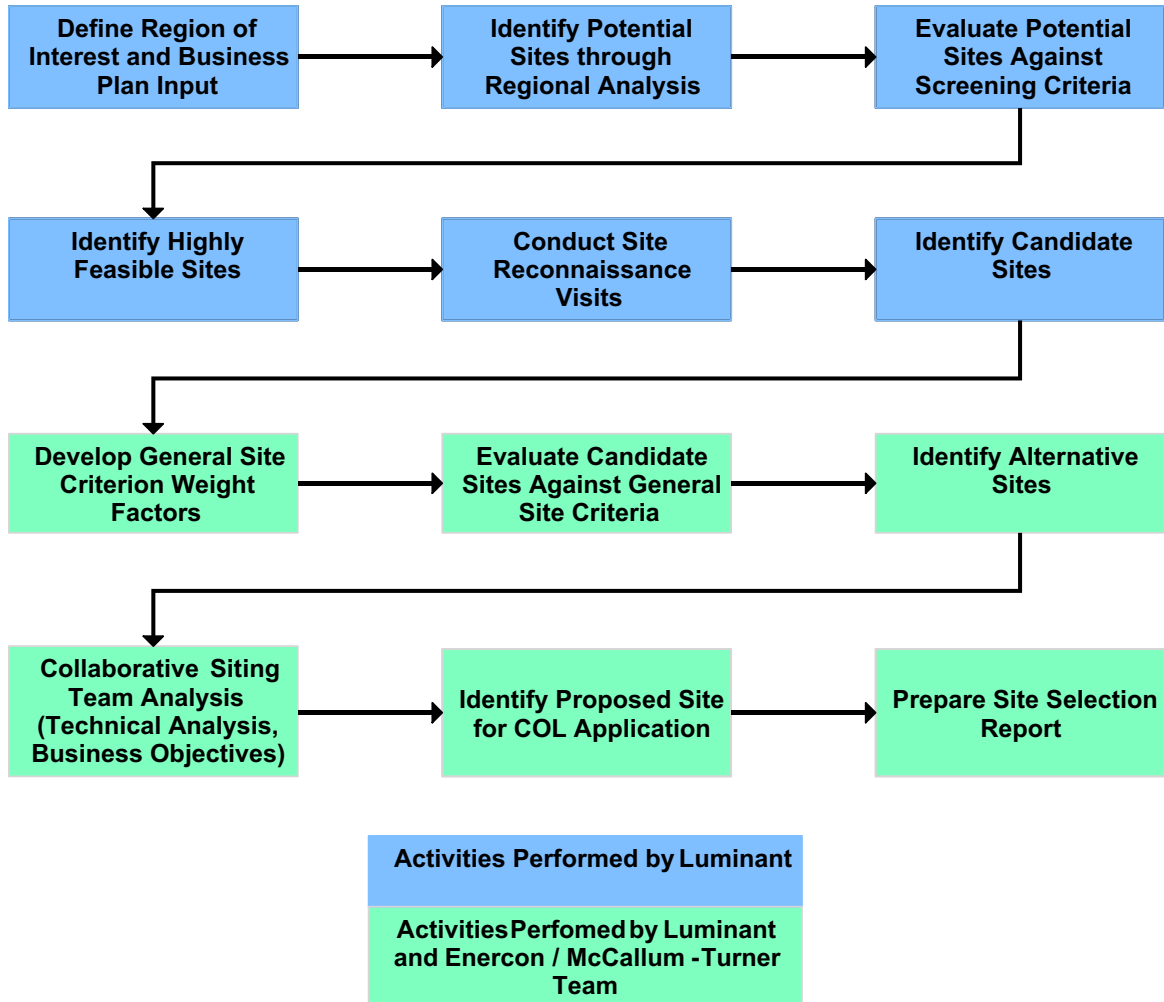 Define Region of
Interest and Business
Plan Input
Identify Potential
Sites through
Regional Analysis
Evaluate Potential
Sites Against
Screening Criteria
Identify Highly
Feasible Sites
Conduct Site
Reconnaissance
Visits
Identify Candidate
Sites
Develop General Site
Criterion Weight
Factors
Evaluate Candidate
Sites Against General
Site Criteria
Identify Alternative
Sites
Collaborative Siting
Team Analysis
(Technical Analysis,
Business Objectives)
Identify Proposed Site
for COL Application
Prepare Site Selection
Report
Activities Performed by Luminant
Activities Perfomed by Luminant
and Enercon / McCallum -Turner
Team